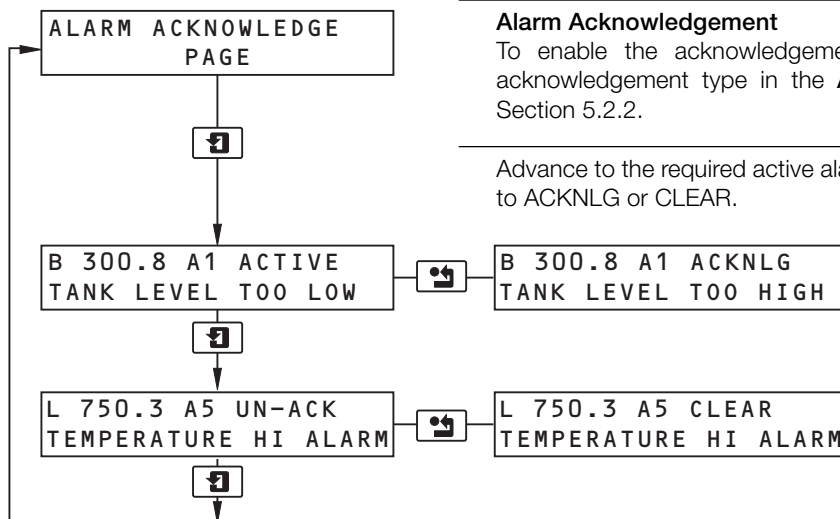 ALARM ACKNOWLEDGE
PAGE
Alarm Acknowledgement
To enable the
acknowledgement type in the
Section 5.2.2.
Advance to the required active
to ACKNLG or CLEAR.
B 300.8 A1 ACTIVE
TANK LEVEL TOO LOW
B 300.8 A1 ACKNLG
TANK LEVEL TOO HIGH
L 750.3 A5 UN-ACK
TEMPERATURE HI ALARM
L 750.3 A5 CLEAR
TEMPERATURE HI ALARM